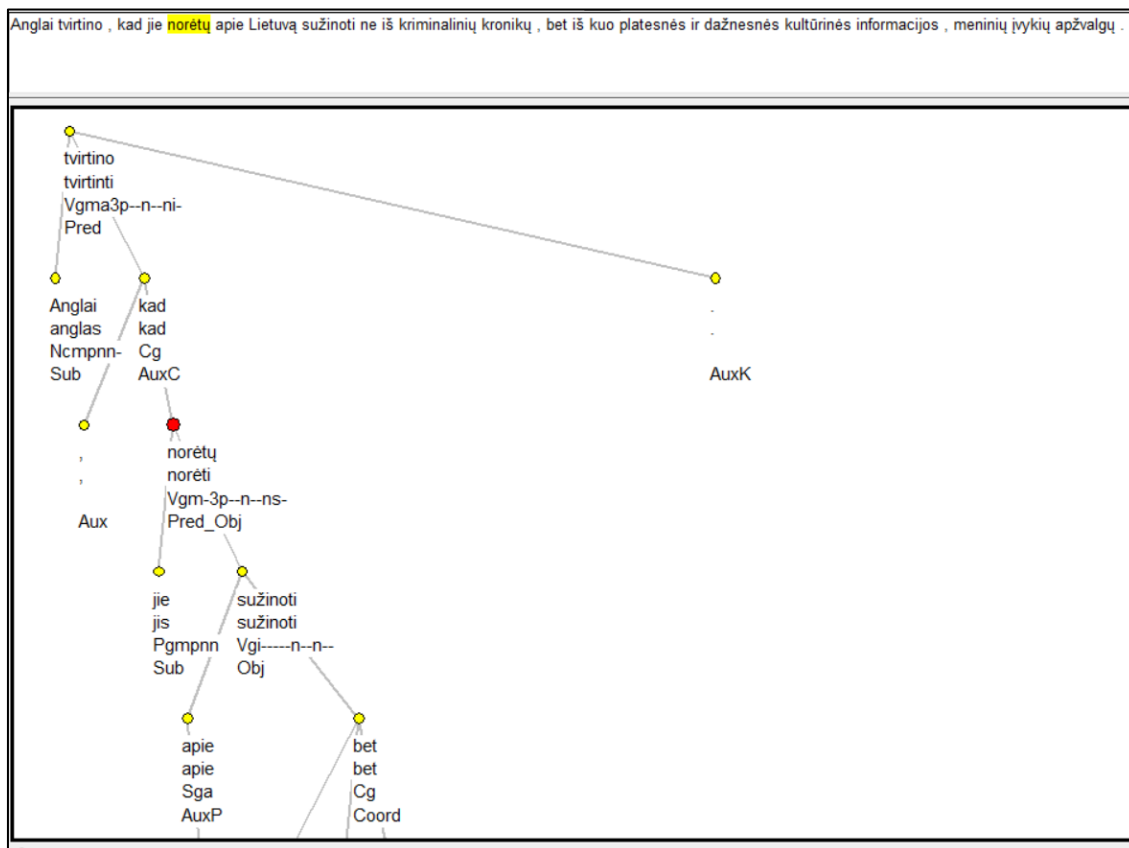 Anglai tvirtino , kad jie norėtų apie Lietuvą sužinoti ne iš kriminalinių kronikų , bet iš kuo platesnės ir dažnesnės kultūrinės informacijos , meninių įvykių apžvalgų .
tvirtino
tvirtinti
Vgma3p--n--ni-
Pred
Anglai
anglas
Ncmpnn-
Sub
kad
kad
Cg
AuxC
.
.
AuxK
,
,
Aux
norėtų
norėti
Vgm-3p--n--ns-
Pred_Obj
jie
jis
Pgmpnn
Sub
sužinoti
sužinoti
Vgi-----n--n--
Obj
apie
apie
Sga
AuxP
bet
bet
Cg
Coord